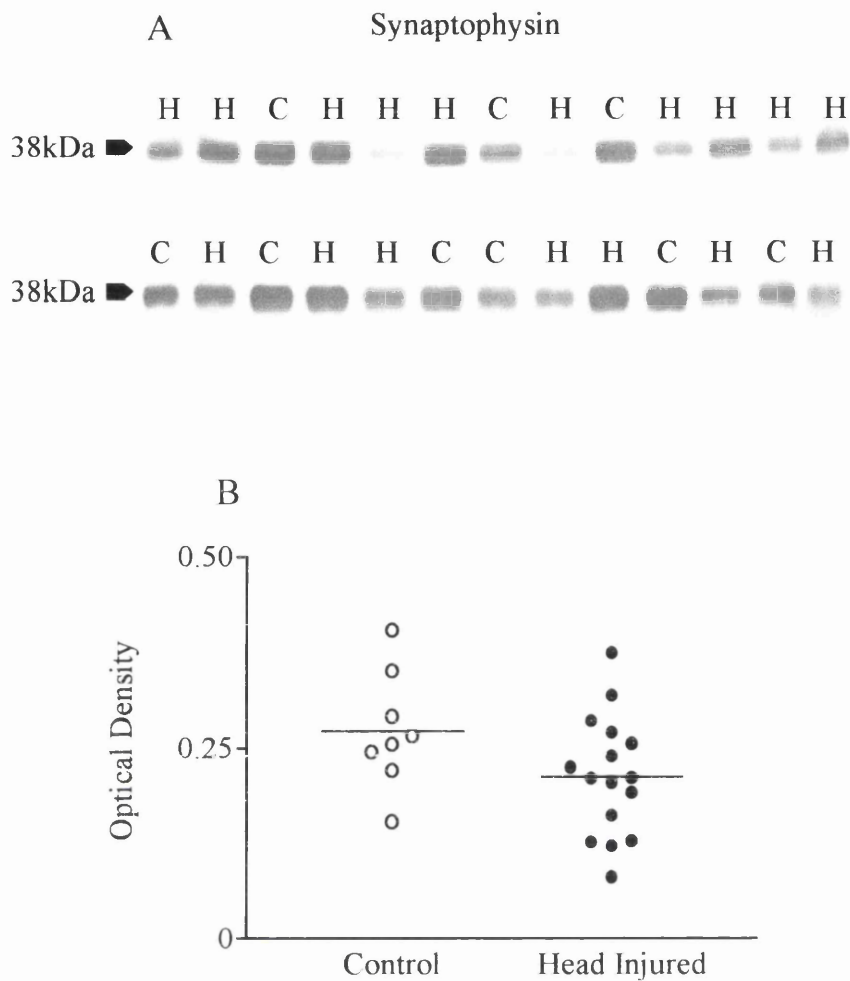 A Synaptophysin
H H C H H H C H C H H H H
38kDa
C H C H H C C H H C H C H
38kDa
B
0.50
0.25
0
Optical Density
Control Head Injured